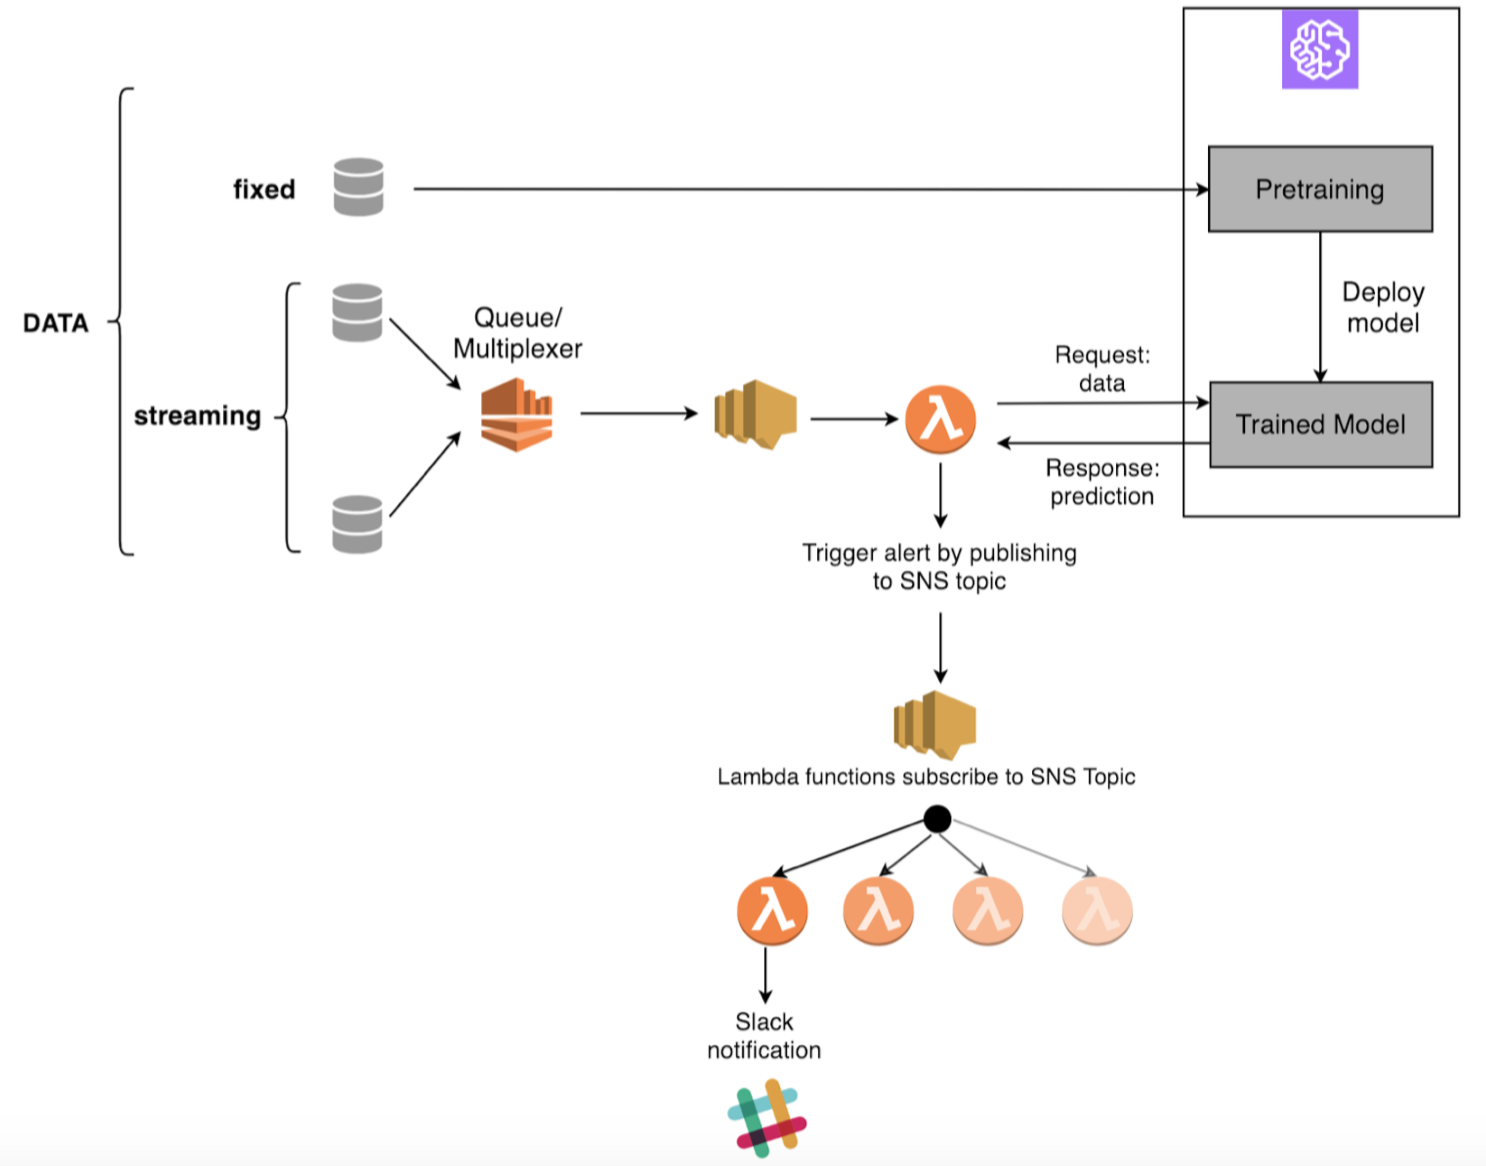 fixed
Pretraining
DATA
Deploy
model
Queue/
Multiplexer
streaming
Request:
data
Trained Model
Response:
prediction
Trigger alert by publishing
to SNS topic
Lambda functions subscribe to SNS Topic
Slack
notification